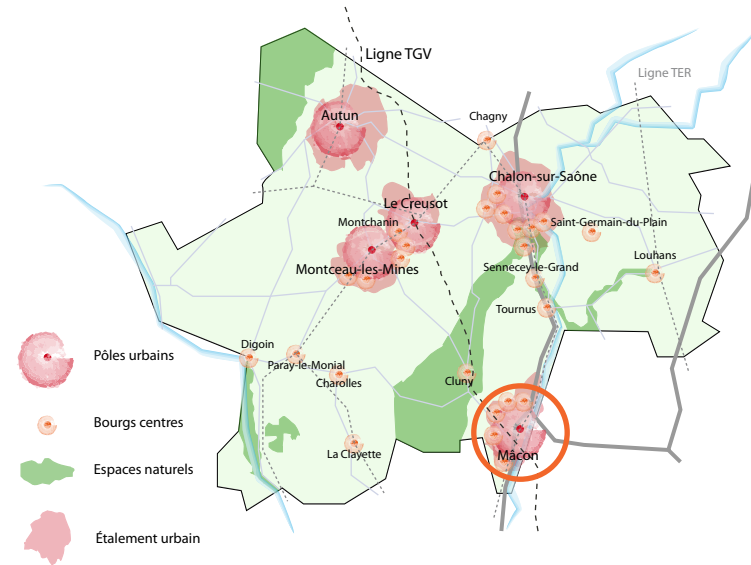 Ligne TGV
Ligne TER
Autun
Chagny
Chalon-sur-Saône
Le Creusot
Montchanin
Saint-Germain-du-Plain
Montceau-les-Mines
Sennecey-le-Grand
Louhans
Tournus
Digoin
Paray-le-Monial
Charolles
Cluny
La Clayette
Mâcon
Pôles urbains
Bourgs centres
Espaces naturels
Étalement urbain